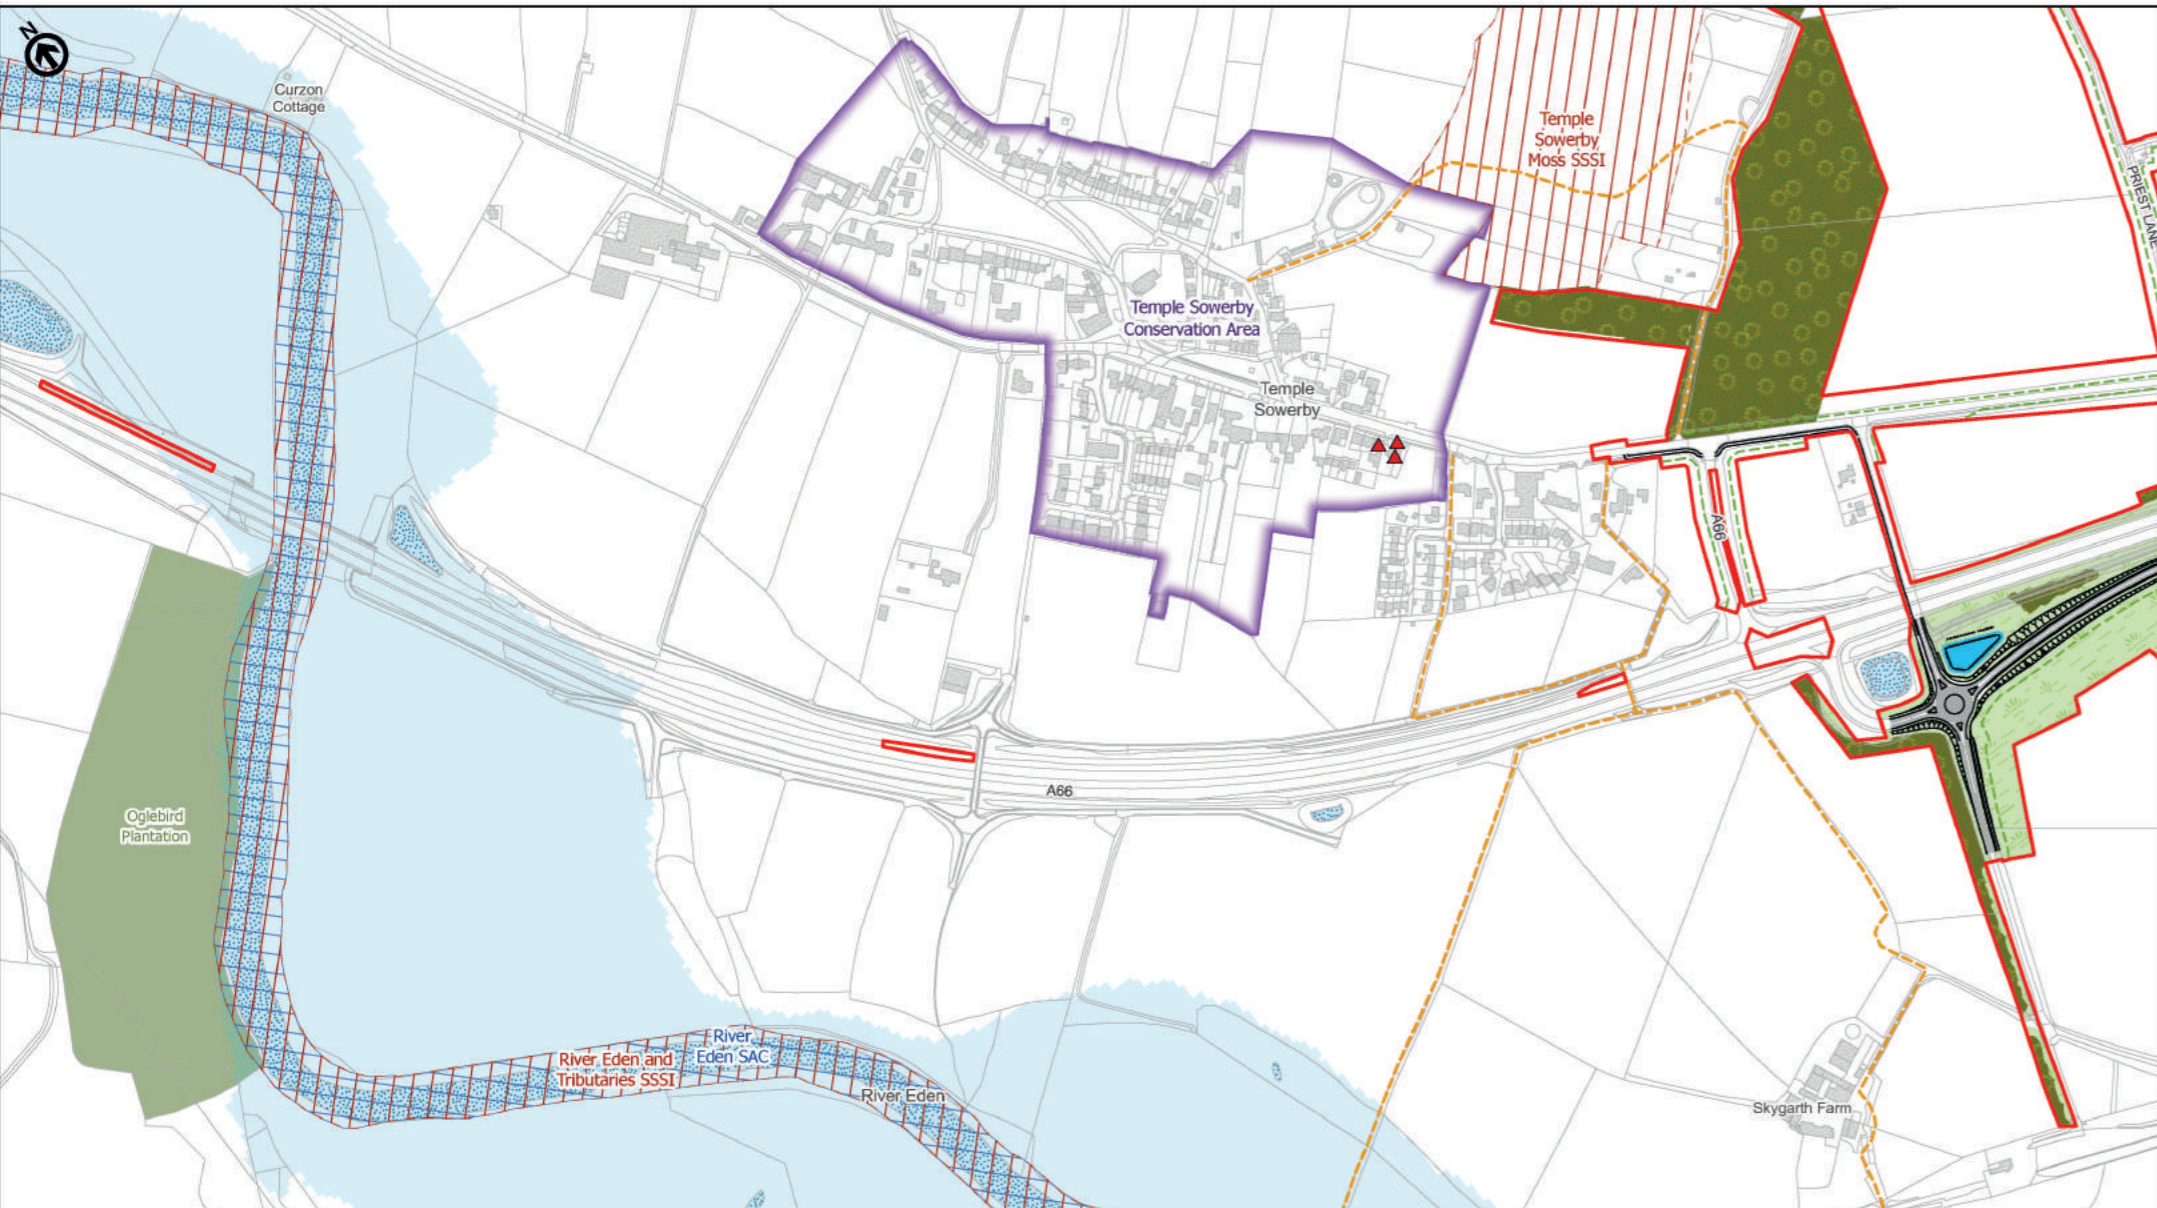 N
Curzon
Cottage
Temple
Sowerby
Moss SSSI
PRIEST LANE
Temple Sowerby
Conservation Area
Temple
Sowerby
A66
A66
Oglebird
Plantation
River
Eden SAC
River Eden and
Tributaries SSSI
River Eden
Skygarth Farm